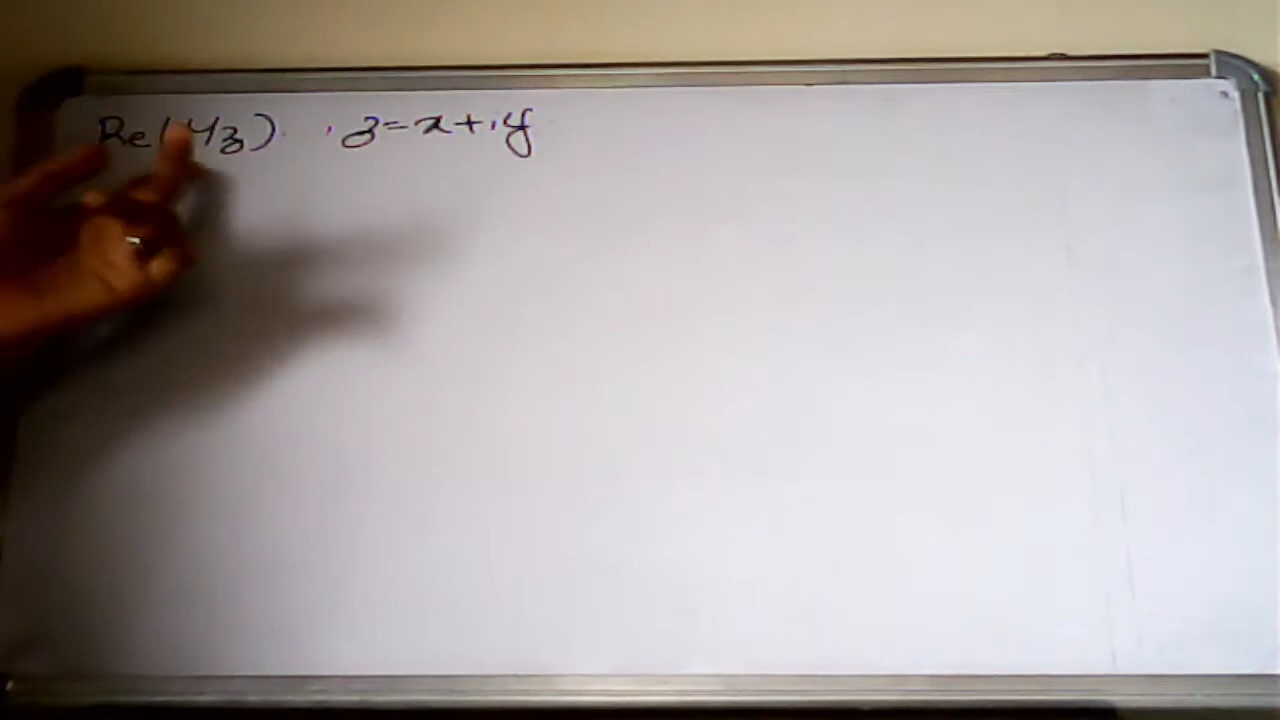 Re(1/z) , z = x + iy